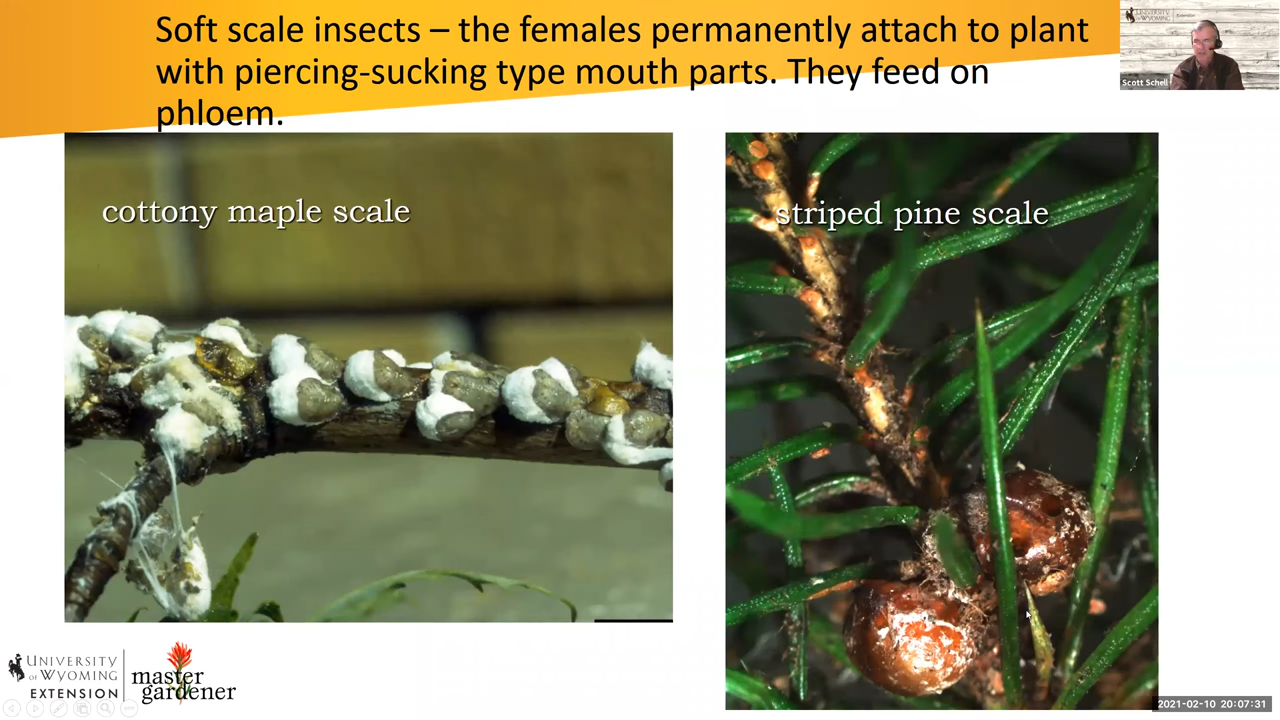 Soft scale insects – the females permanently attach to plant
with piercing-sucking type mouth parts. They feed on
phloem.
UNIVERSITY
OF WYOMING
Extension
Scott Schell
cottony maple scale
striped pine scale
UNIVERSITY
OF WYOMING
EXTENSION
master
gardener
2021-02-10 20:07:31